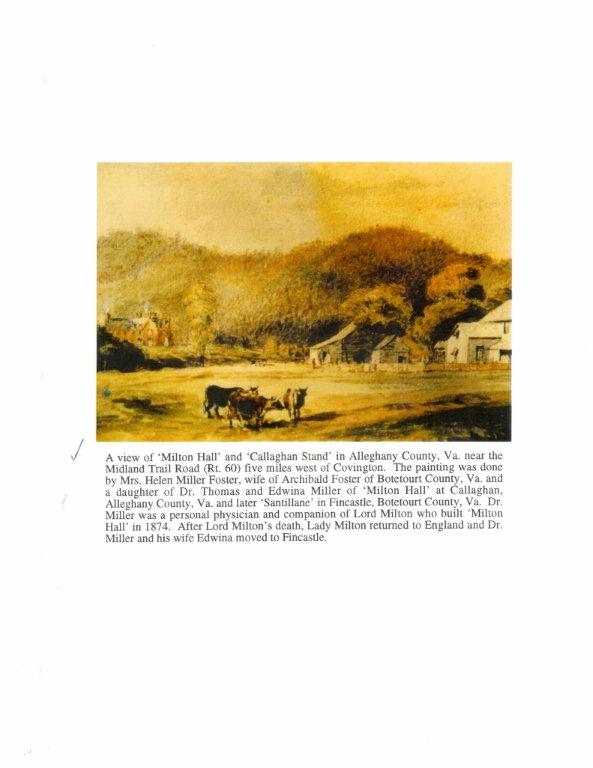 A view of 'Milton Hall' and 'Callaghan Stand' in Alleghany County, Va. near the
Midland Trail Road (Rt. 60) five miles west of Covington. The painting was done
by Mrs. Helen Miller Foster, wife of Archibald Foster of Botetourt County, Va. and
a daughter of Dr. Thomas and Edwina Miller of 'Milton Hall' at Callaghan,
Alleghany County, Va. and later 'Santillane' in Fincastle, Botetourt County, Va. Dr.
Miller was a personal physician and companion of Lord Milton who built 'Milton
Hall' in 1874. After Lord Milton's death, Lady Milton returned to England and Dr.
Miller and his wife Edwina moved to Fincastle.